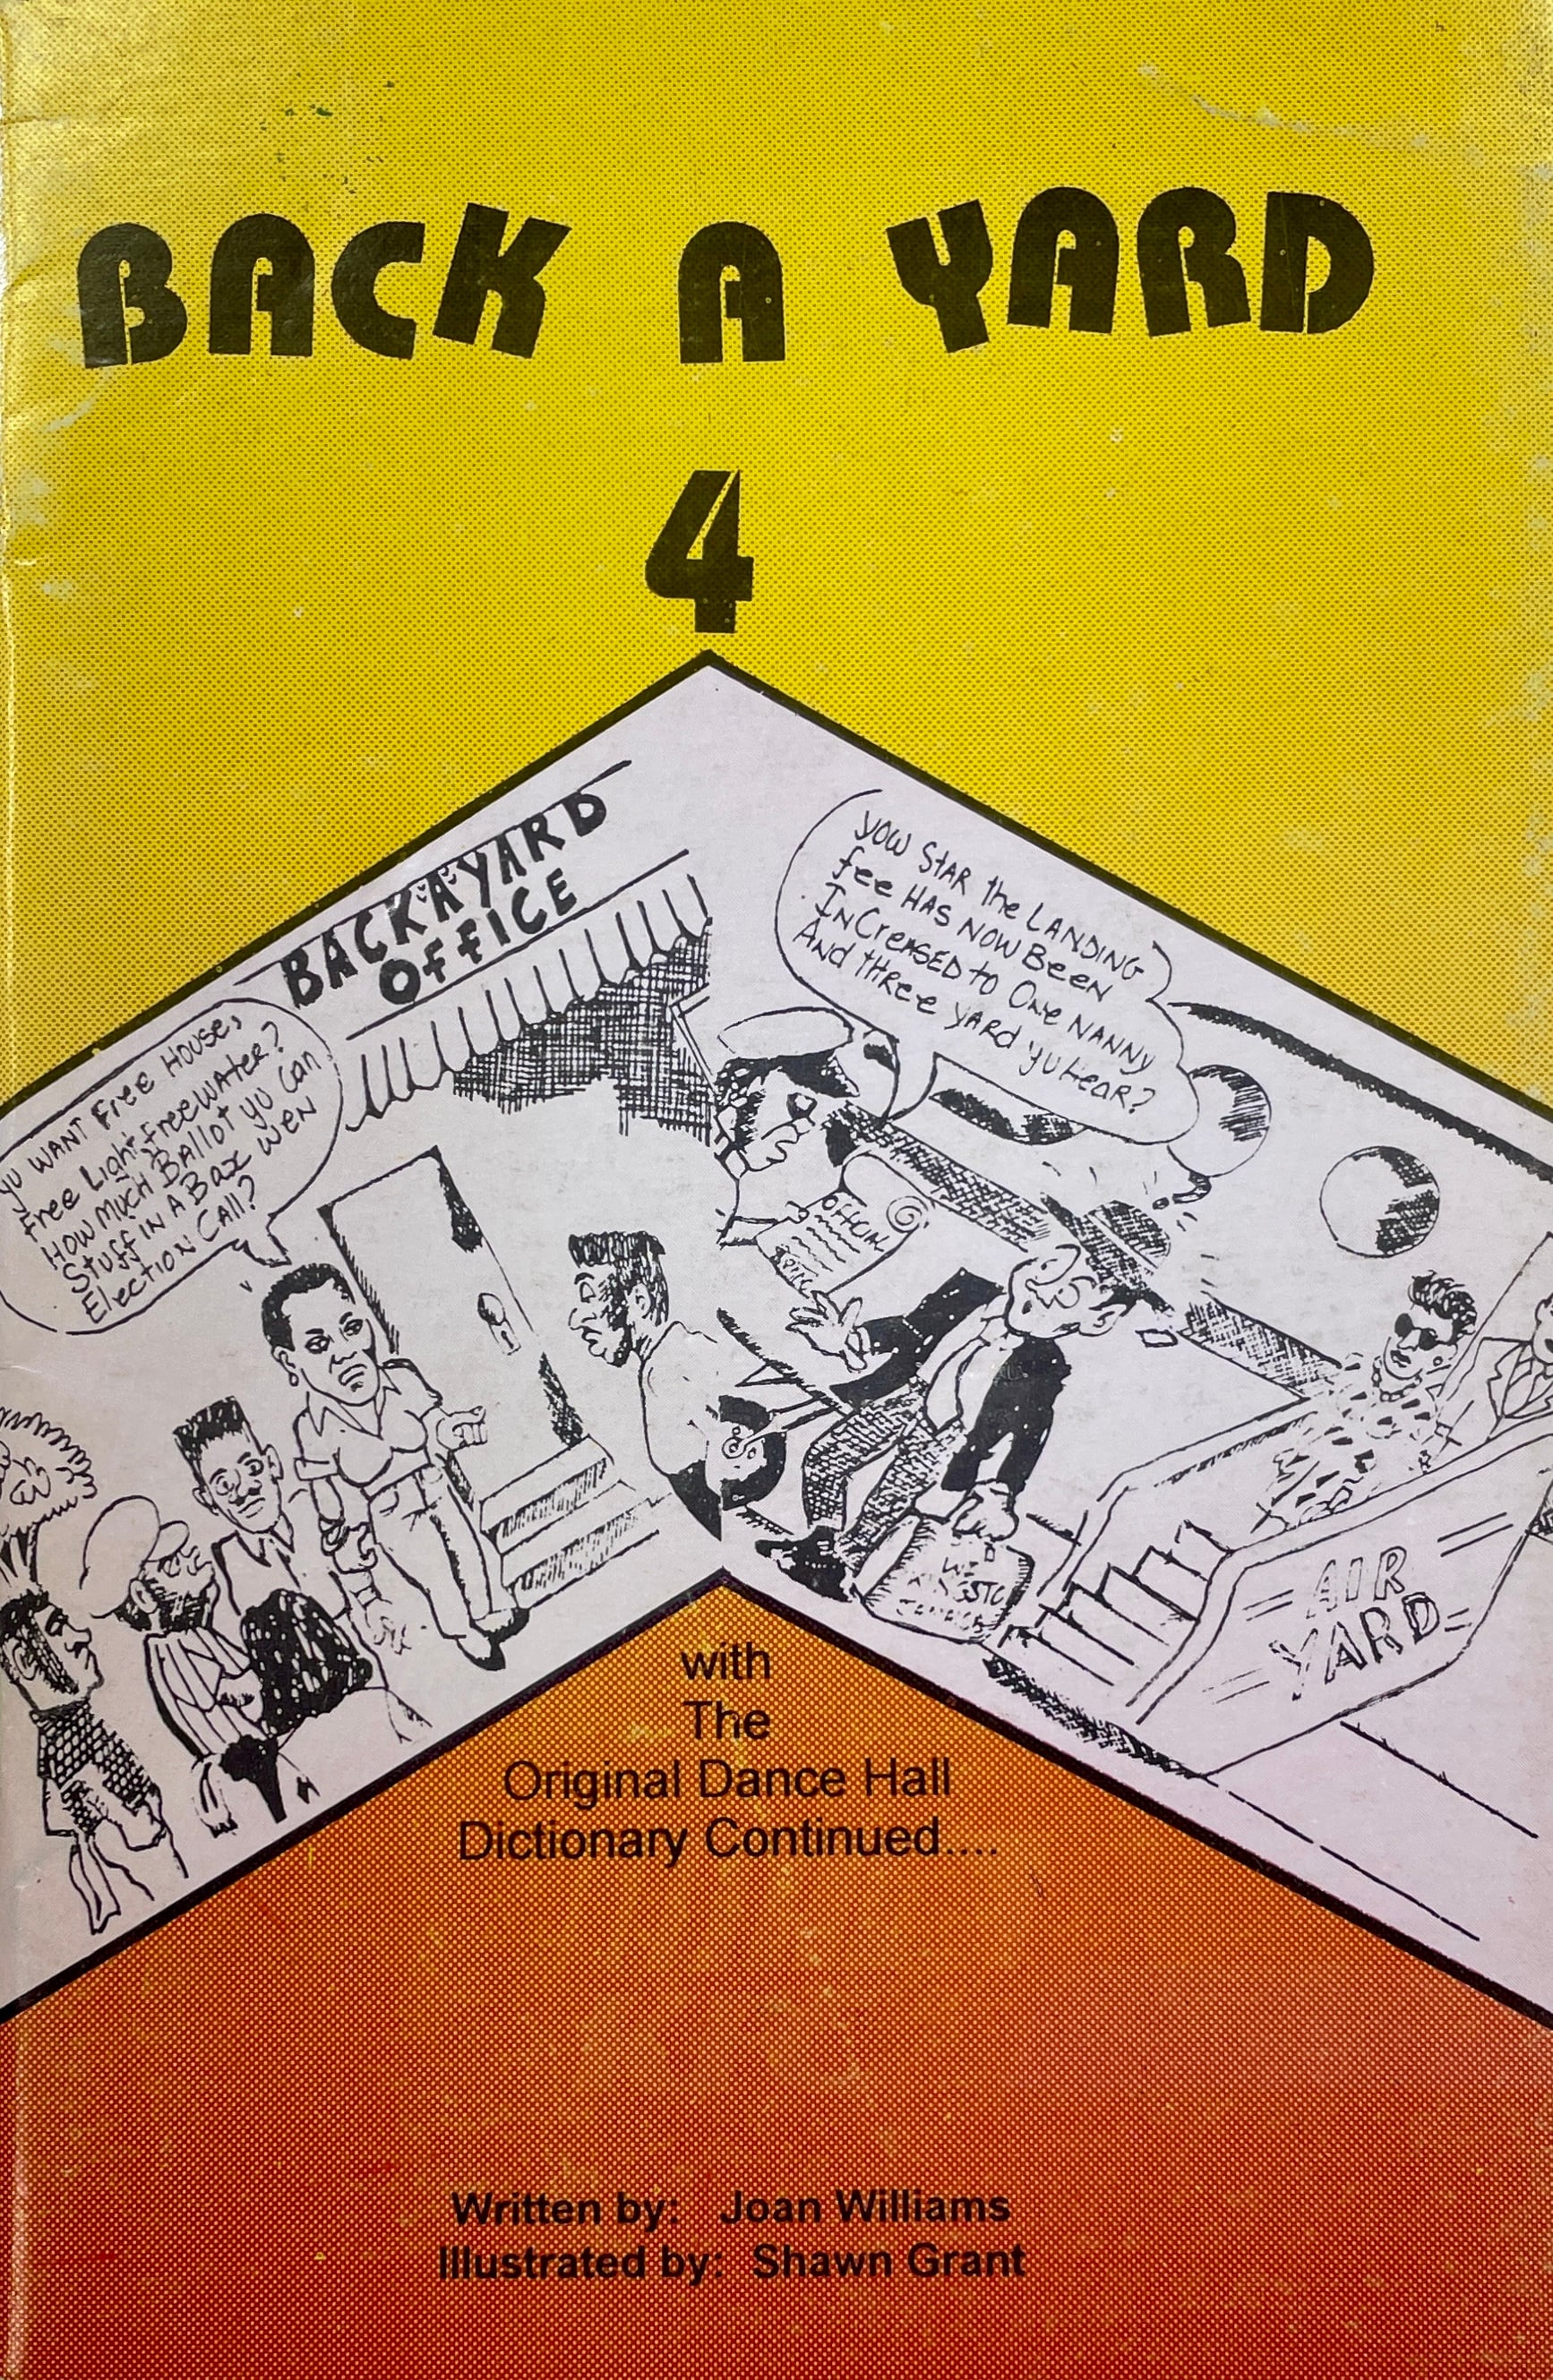 BACK A YARD
4
BACK A YARD
OFFICE
yu WANT Free HOUSE,
Free Light, Free Water?
How Much Ballot yu Can
Stuff IN A Bax WeN
Election Call?
yow StAR the LANDING
fee HAS NOW Been
InCreASED to One NANNY
And three yARD yu HeaR?
OFFICIAL
AIR
YARD
with
The
Original Dance Hall
Dictionary Continued....
Written by: Joan Williams
Illustrated by: Shawn Grant